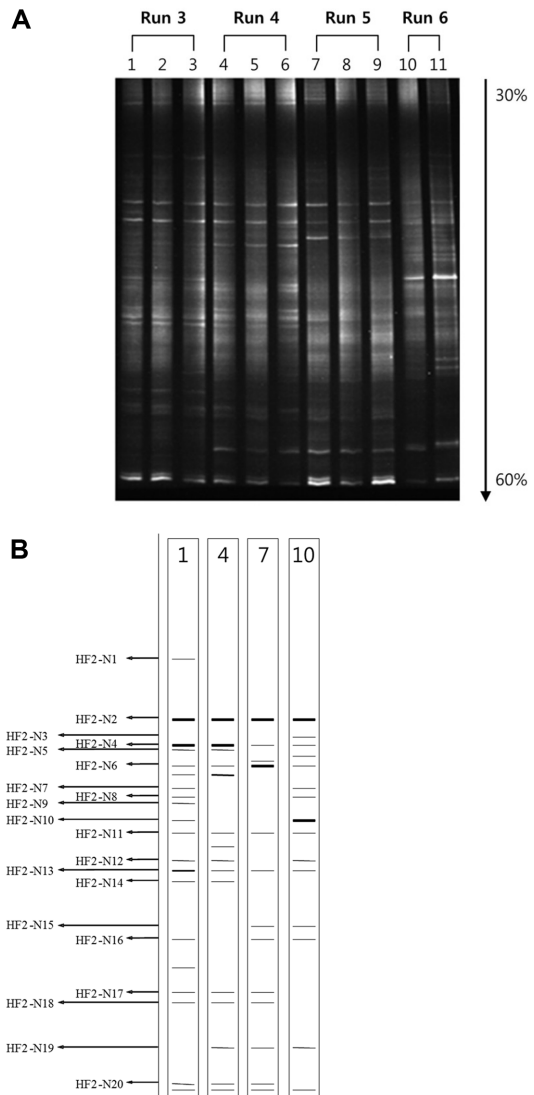 A
Run 3 Run 4 Run 5 Run 6
1 2 3 4 5 6 7 8 9 10 11
30%
60%
B
1 4 7 10
HF2-N1
HF2-N2
HF2-N3
HF2-N4
HF2-N5
HF2-N6
HF2-N7
HF2-N8
HF2-N9
HF2-N10
HF2-N11
HF2-N12
HF2-N13
HF2-N14
HF2-N15
HF2-N16
HF2-N17
HF2-N18
HF2-N19
HF2-N20